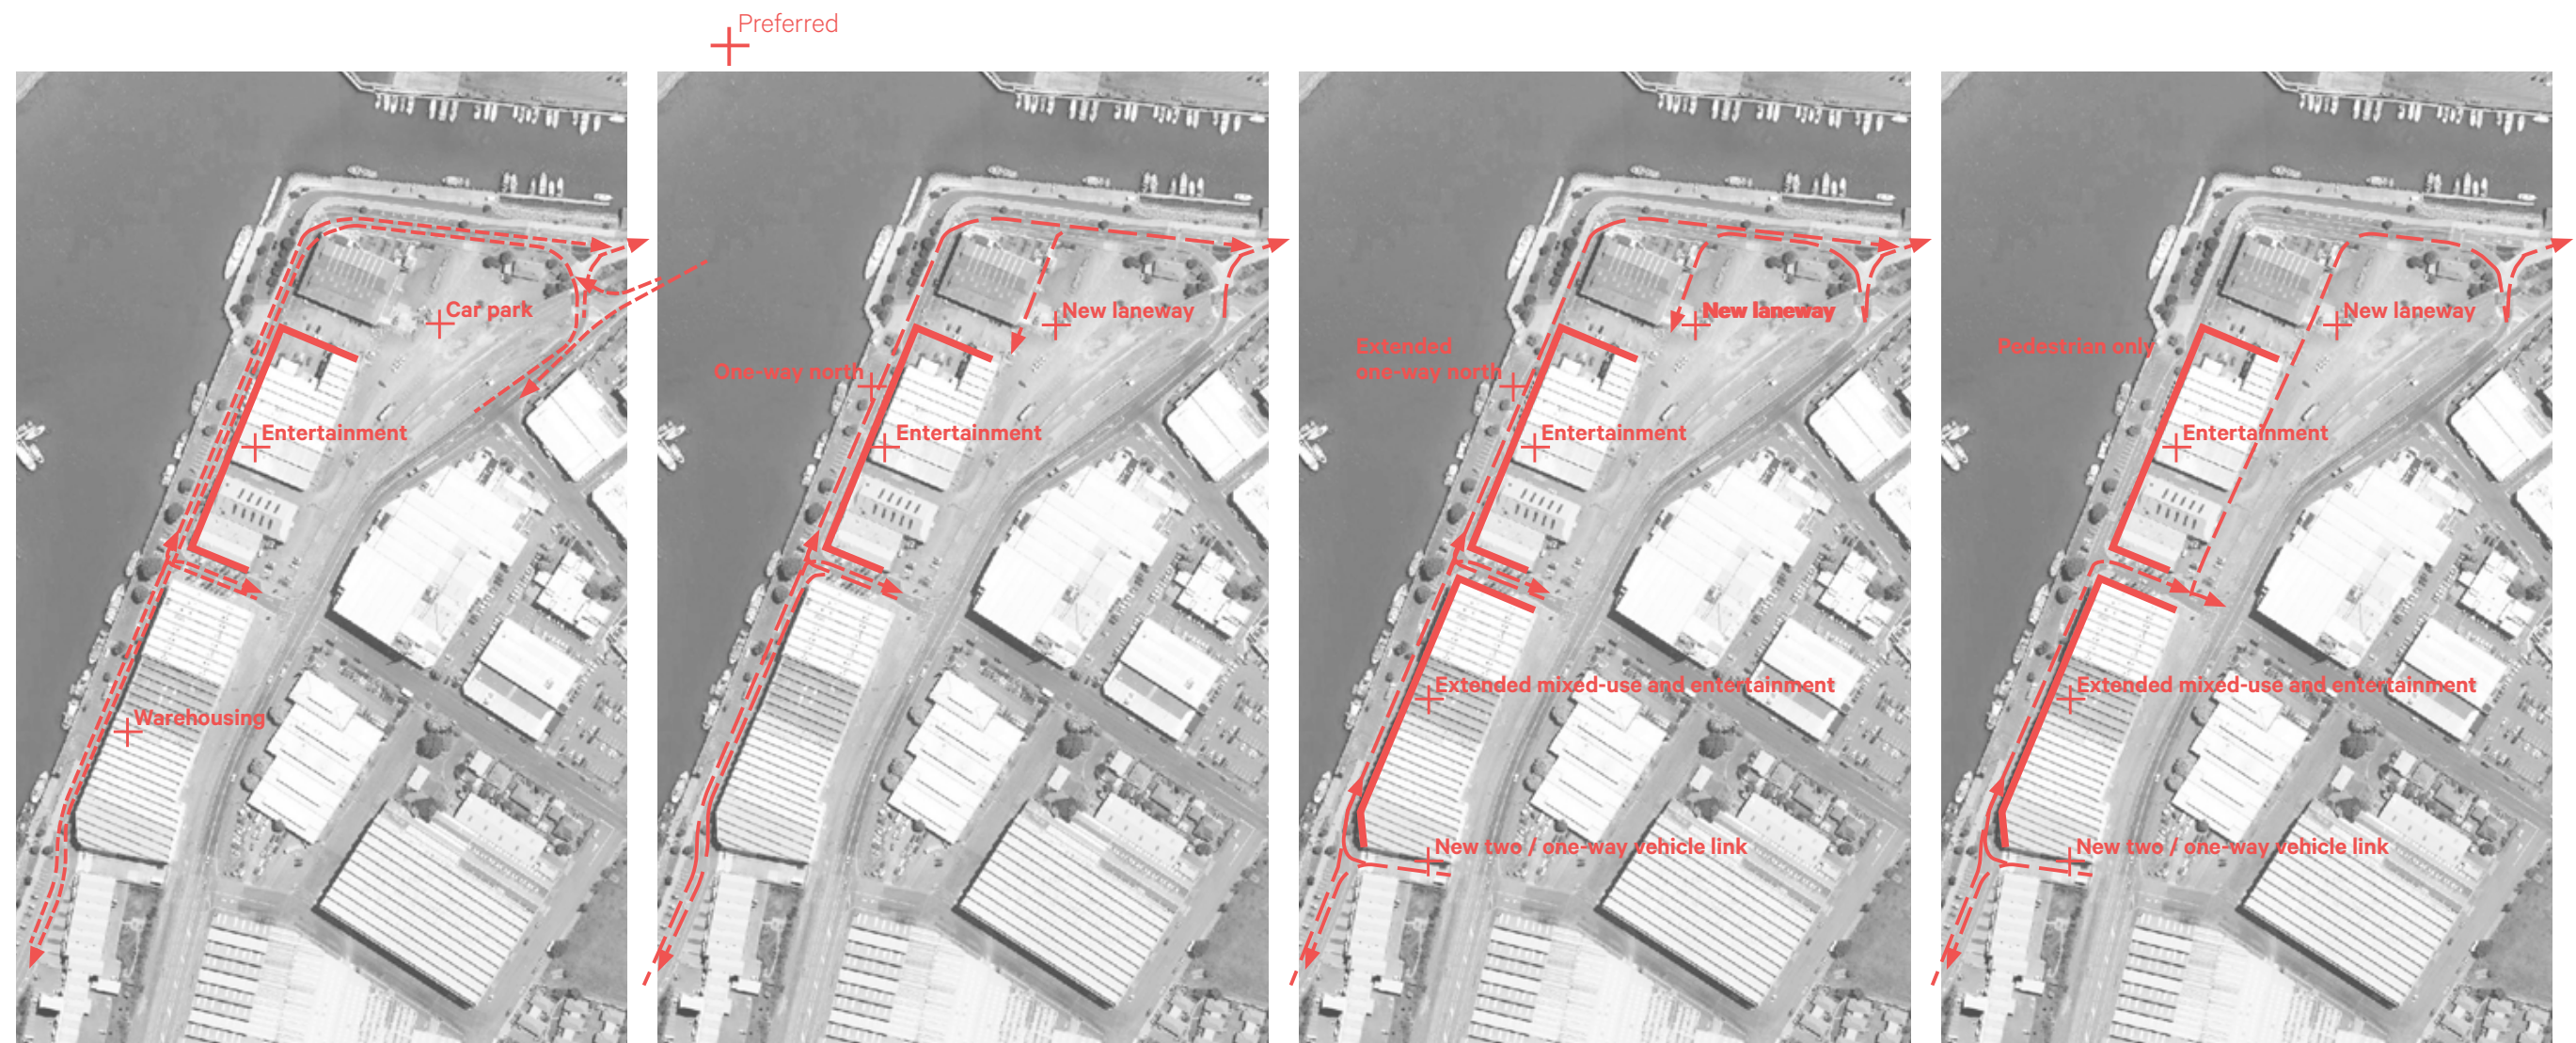 Preferred
Car park
Entertainment
Warehousing
New laneway
One-way north
Entertainment
New laneway
Extended
one-way north
Entertainment
Extended mixed-use and entertainment
New two / one-way vehicle link
New laneway
Pedestrian only
Entertainment
Extended mixed-use and entertainment
New two / one-way vehicle link